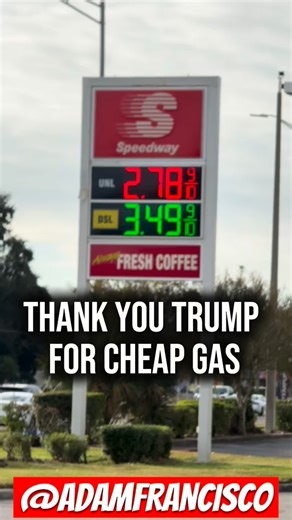 S
Speedway
UNL 2.78 9/10
DSL 3.49 9/10
Always FRESH COFFEE
THANK YOU TRUMP
FOR CHEAP GAS
@ADAMFRANCISCO